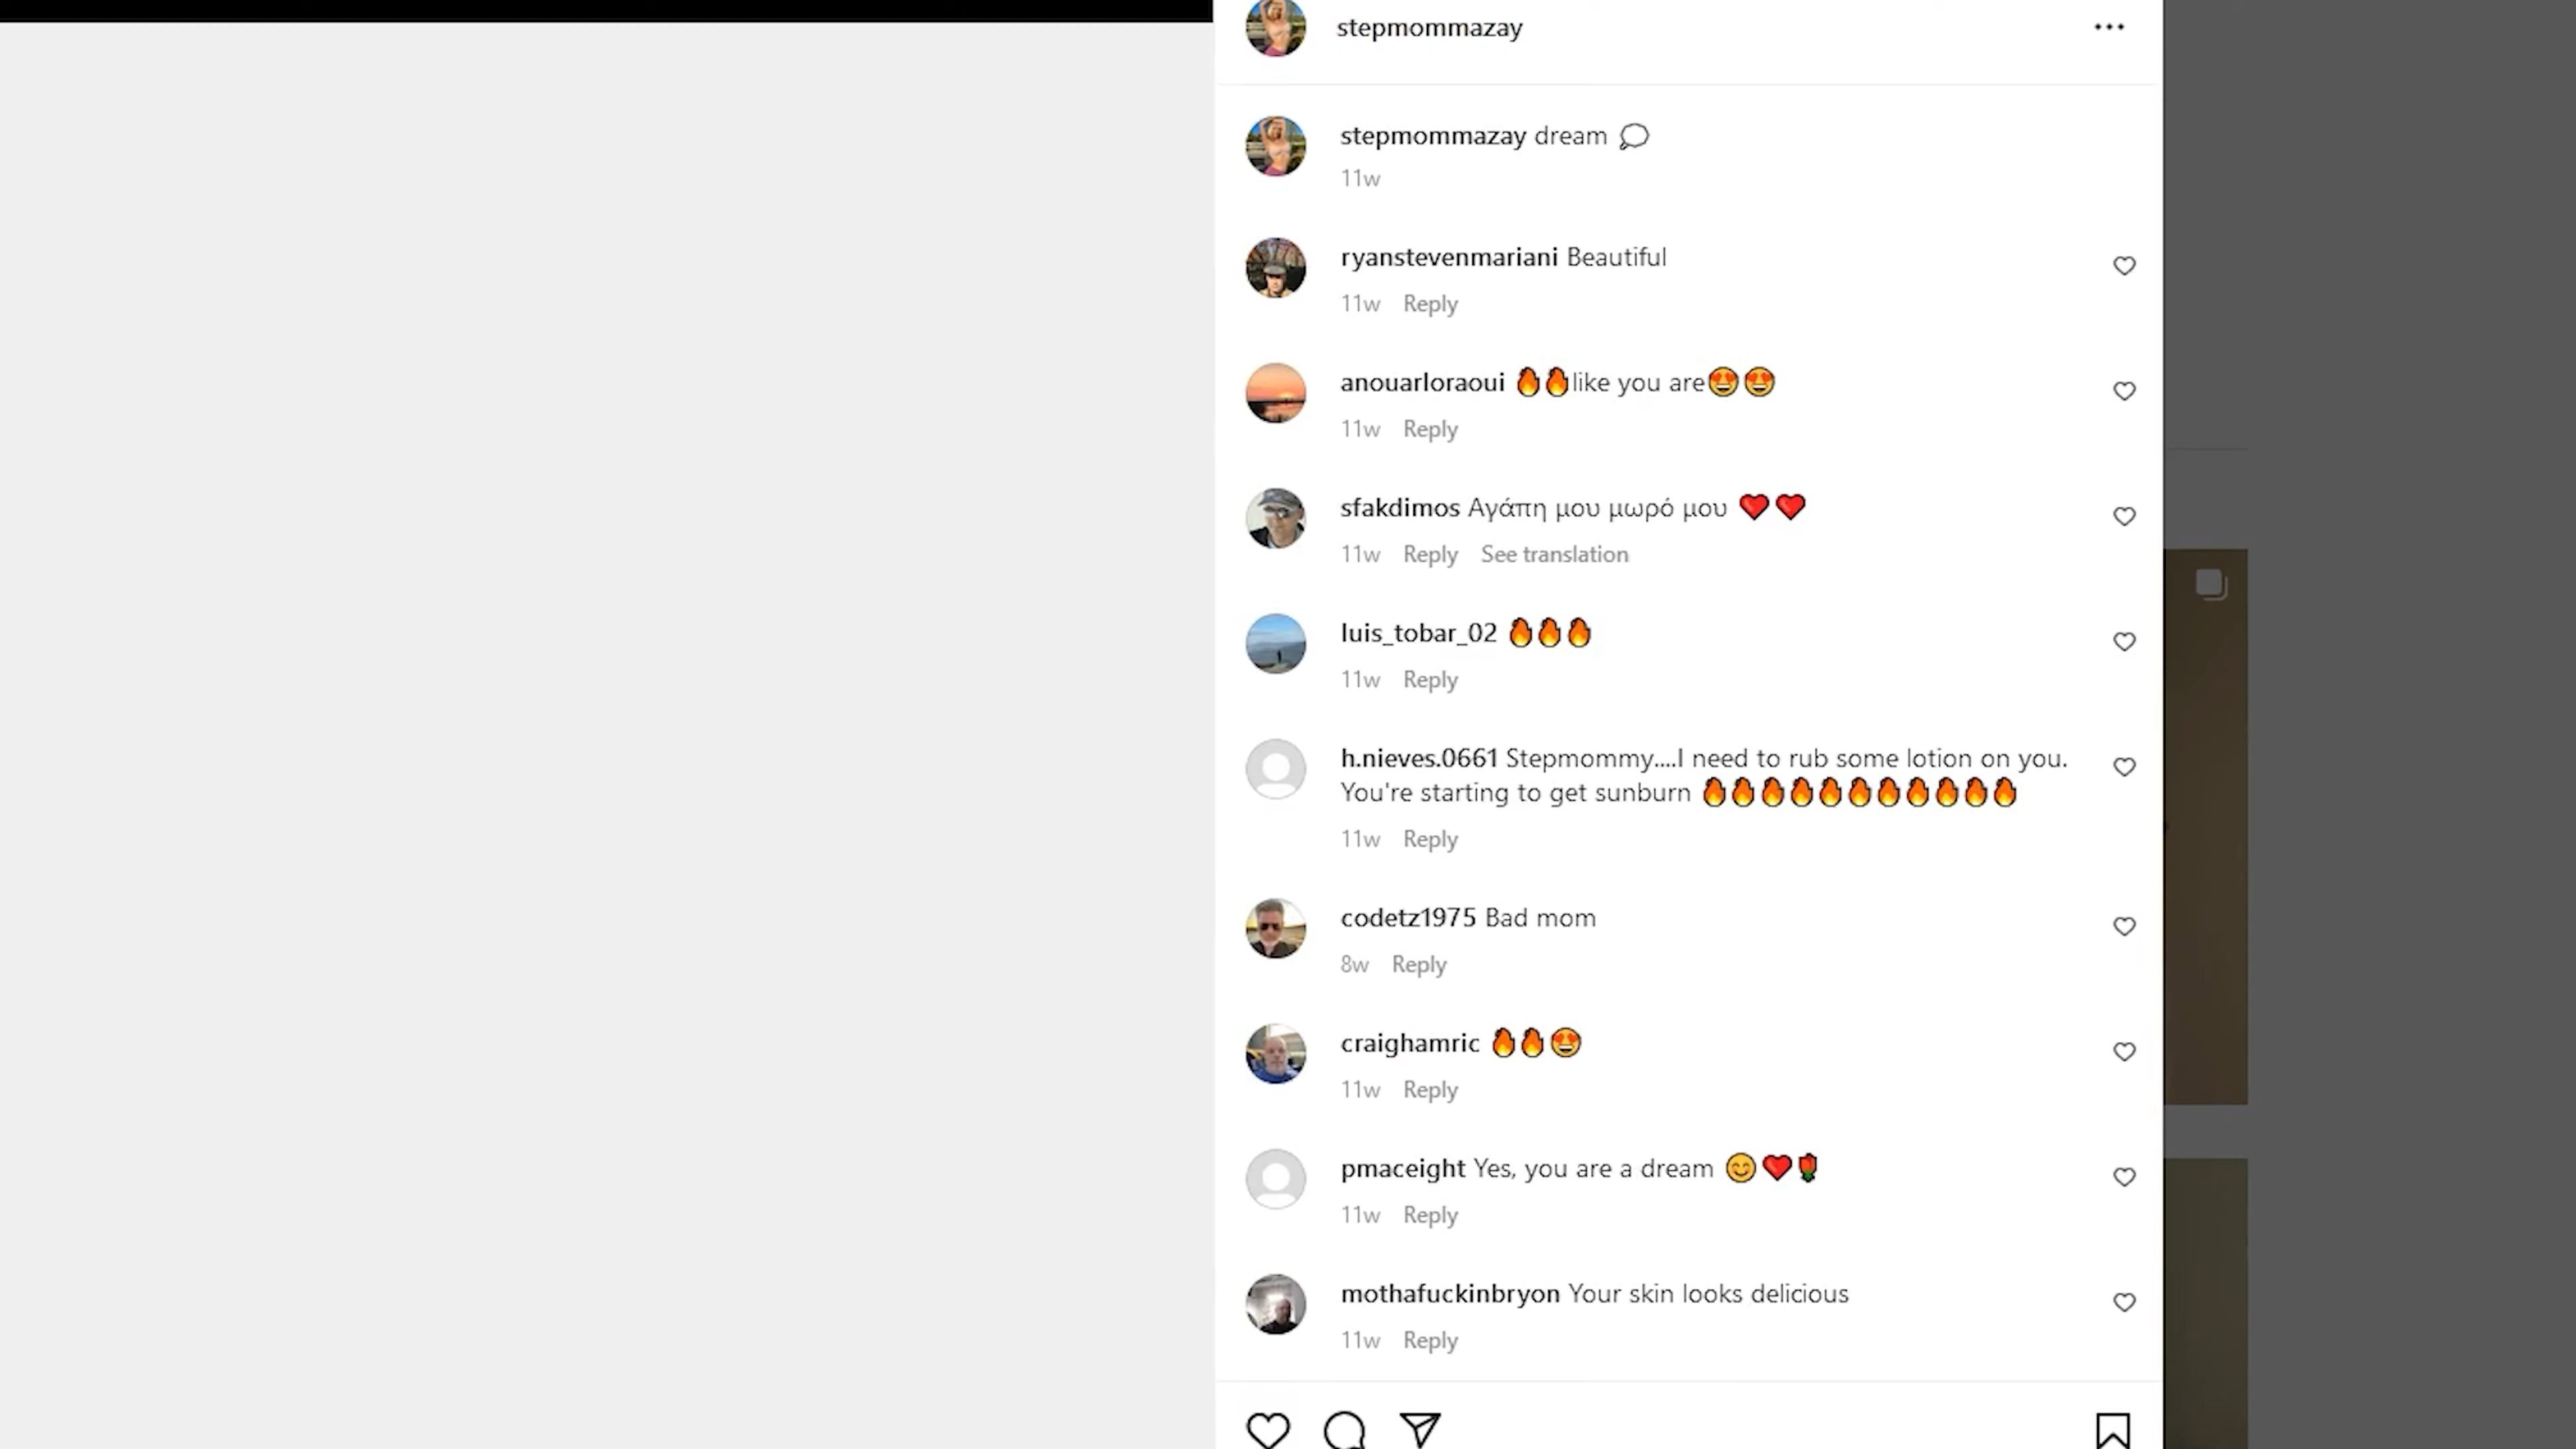 stepmommazay
stepmommazay dream 💭
11w
ryanstevenmariani Beautiful
11w Reply
anouarloraoui 🔥🔥like you are😍😍
11w Reply
sfakdimos Αγάπη μου μωρό μου ❤️❤️
11w Reply See translation
luis_tobar_02 🔥🔥🔥
11w Reply
h.nieves.0661 Stepmommy....I need to rub some lotion on you.
You're starting to get sunburn 🔥🔥🔥🔥🔥🔥🔥🔥🔥🔥🔥
11w Reply
codetz1975 Bad mom
8w Reply
craighamric 🔥🔥😍
11w Reply
pmaceight Yes, you are a dream 😊❤️🌹
11w Reply
mothafuckinbryon Your skin looks delicious
11w Reply